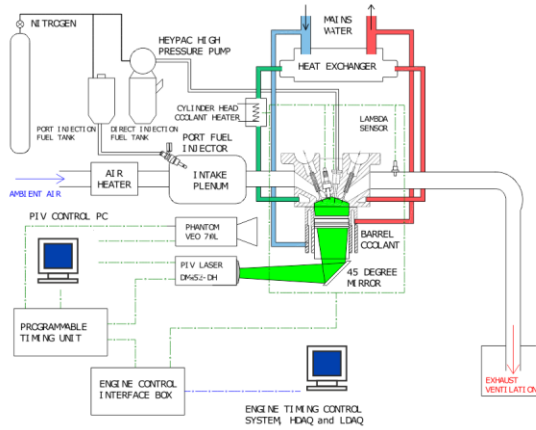 NITROGEN
MAINS
WATER
HEYPAC HIGH
PRESSURE PUMP
HEAT EXCHANGER
CYLINDER HEAD
COOLANT HEATER
LAMBDA
SENSOR
PORT INJECTION
FUEL TANK
DIRECT INJECTION
FUEL TANK
PORT FUEL
INJECTOR
AIR
HEATER
INTAKE
PLENUM
AMBIENT AIR
PIV CONTROL PC
PHANTOM
VEO 710L
BARREL
COOLANT
PIV LASER
45 DEGREE
MIRROR
PROGRAMMABLE
TIMING UNIT
ENGINE CONTROL
INTERFACE BOX
EXHAUST
VENTILATION
ENGINE TIMING CONTROL
SYSTEM, HDAQ and LDAQ